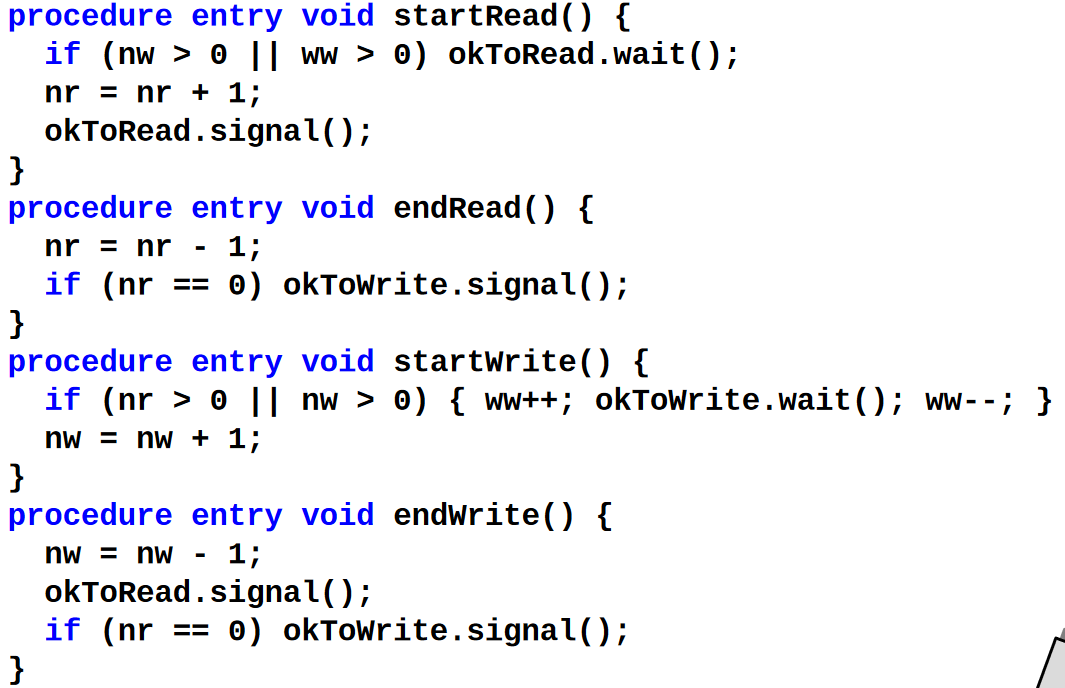 procedure entry void startRead() {
  if (nw > 0 || ww > 0) okToRead.wait();
  nr = nr + 1;
  okToRead.signal();
}
procedure entry void endRead() {
  nr = nr - 1;
  if (nr == 0) okToWrite.signal();
}
procedure entry void startWrite() {
  if (nr > 0 || nw > 0) { ww++; okToWrite.wait(); ww--; }
  nw = nw + 1;
}
procedure entry void endWrite() {
  nw = nw - 1;
  okToRead.signal();
  if (nr == 0) okToWrite.signal();
}